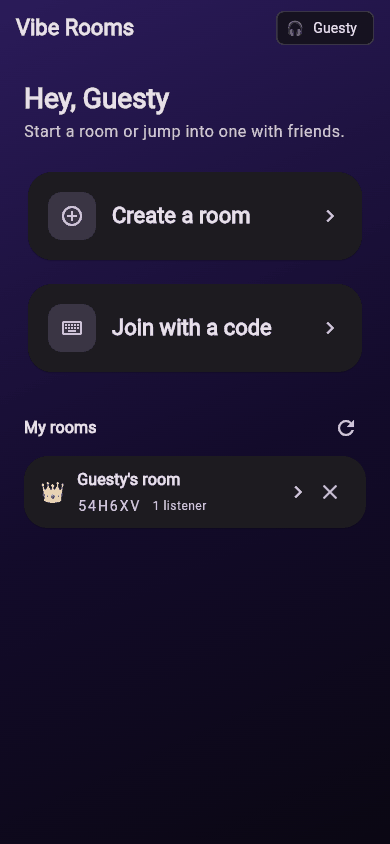 Vibe Rooms
Guesty
Hey, Guesty
Start a room or jump into one with friends.
Create a room
Join with a code
My rooms
Guesty's room
54H6XV 1 listener